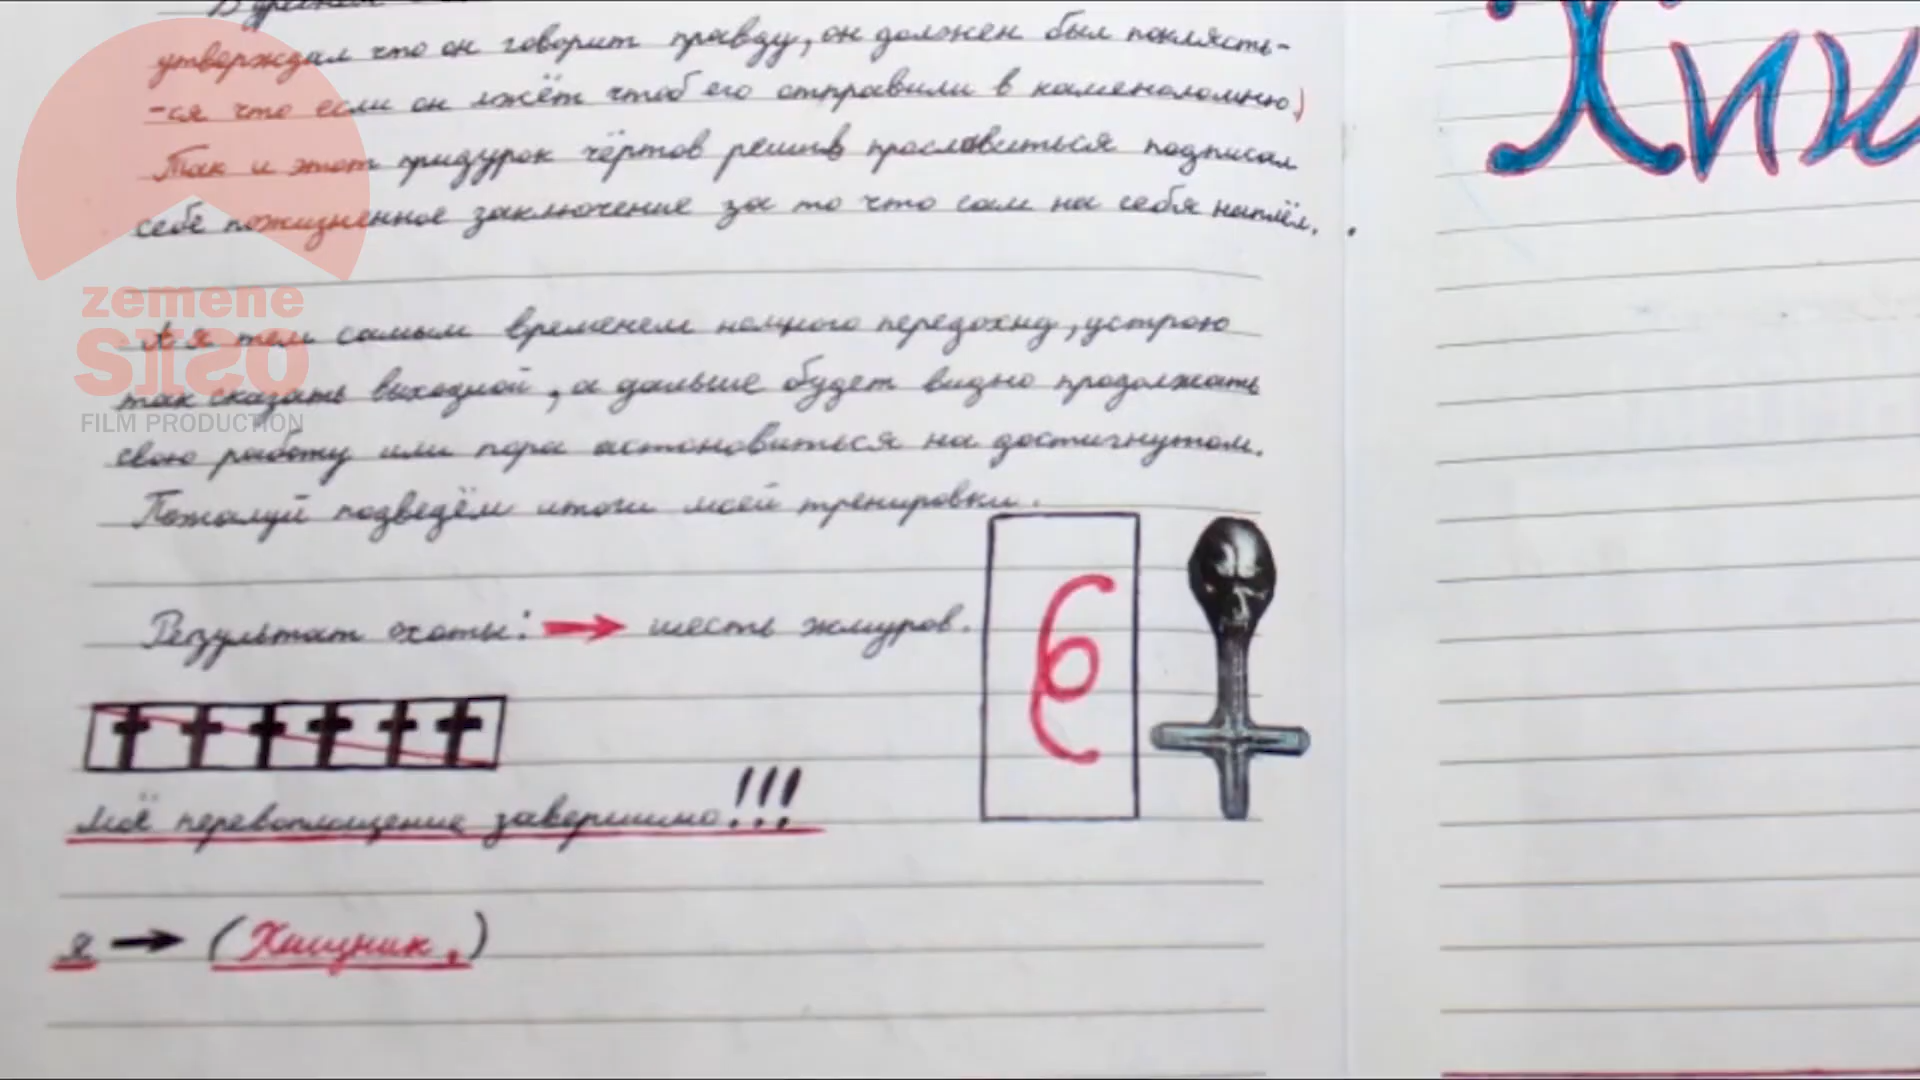 утверждал что он говорит правду, он должен был поклясть-
-ся что если он лжёт чтоб его отправили в каменоломню)
Так и этот придурок чёртов решив прославиться подписал
себе пожизненное заключение за то что сам на себя наплёл.
А я тем самым временем немного передохну, устрою
так сказать выходной, а дальше будет видно продолжать
свою работу или пора остановиться на достигнутом.
Пожалуй подведём итоги моей тренировки.
Результат охоты: → шесть жмуров.
6
Моё перевоплощение завершимо!!!
я → (Хищник.)
zemene
SISO
FILM PRODUCTION